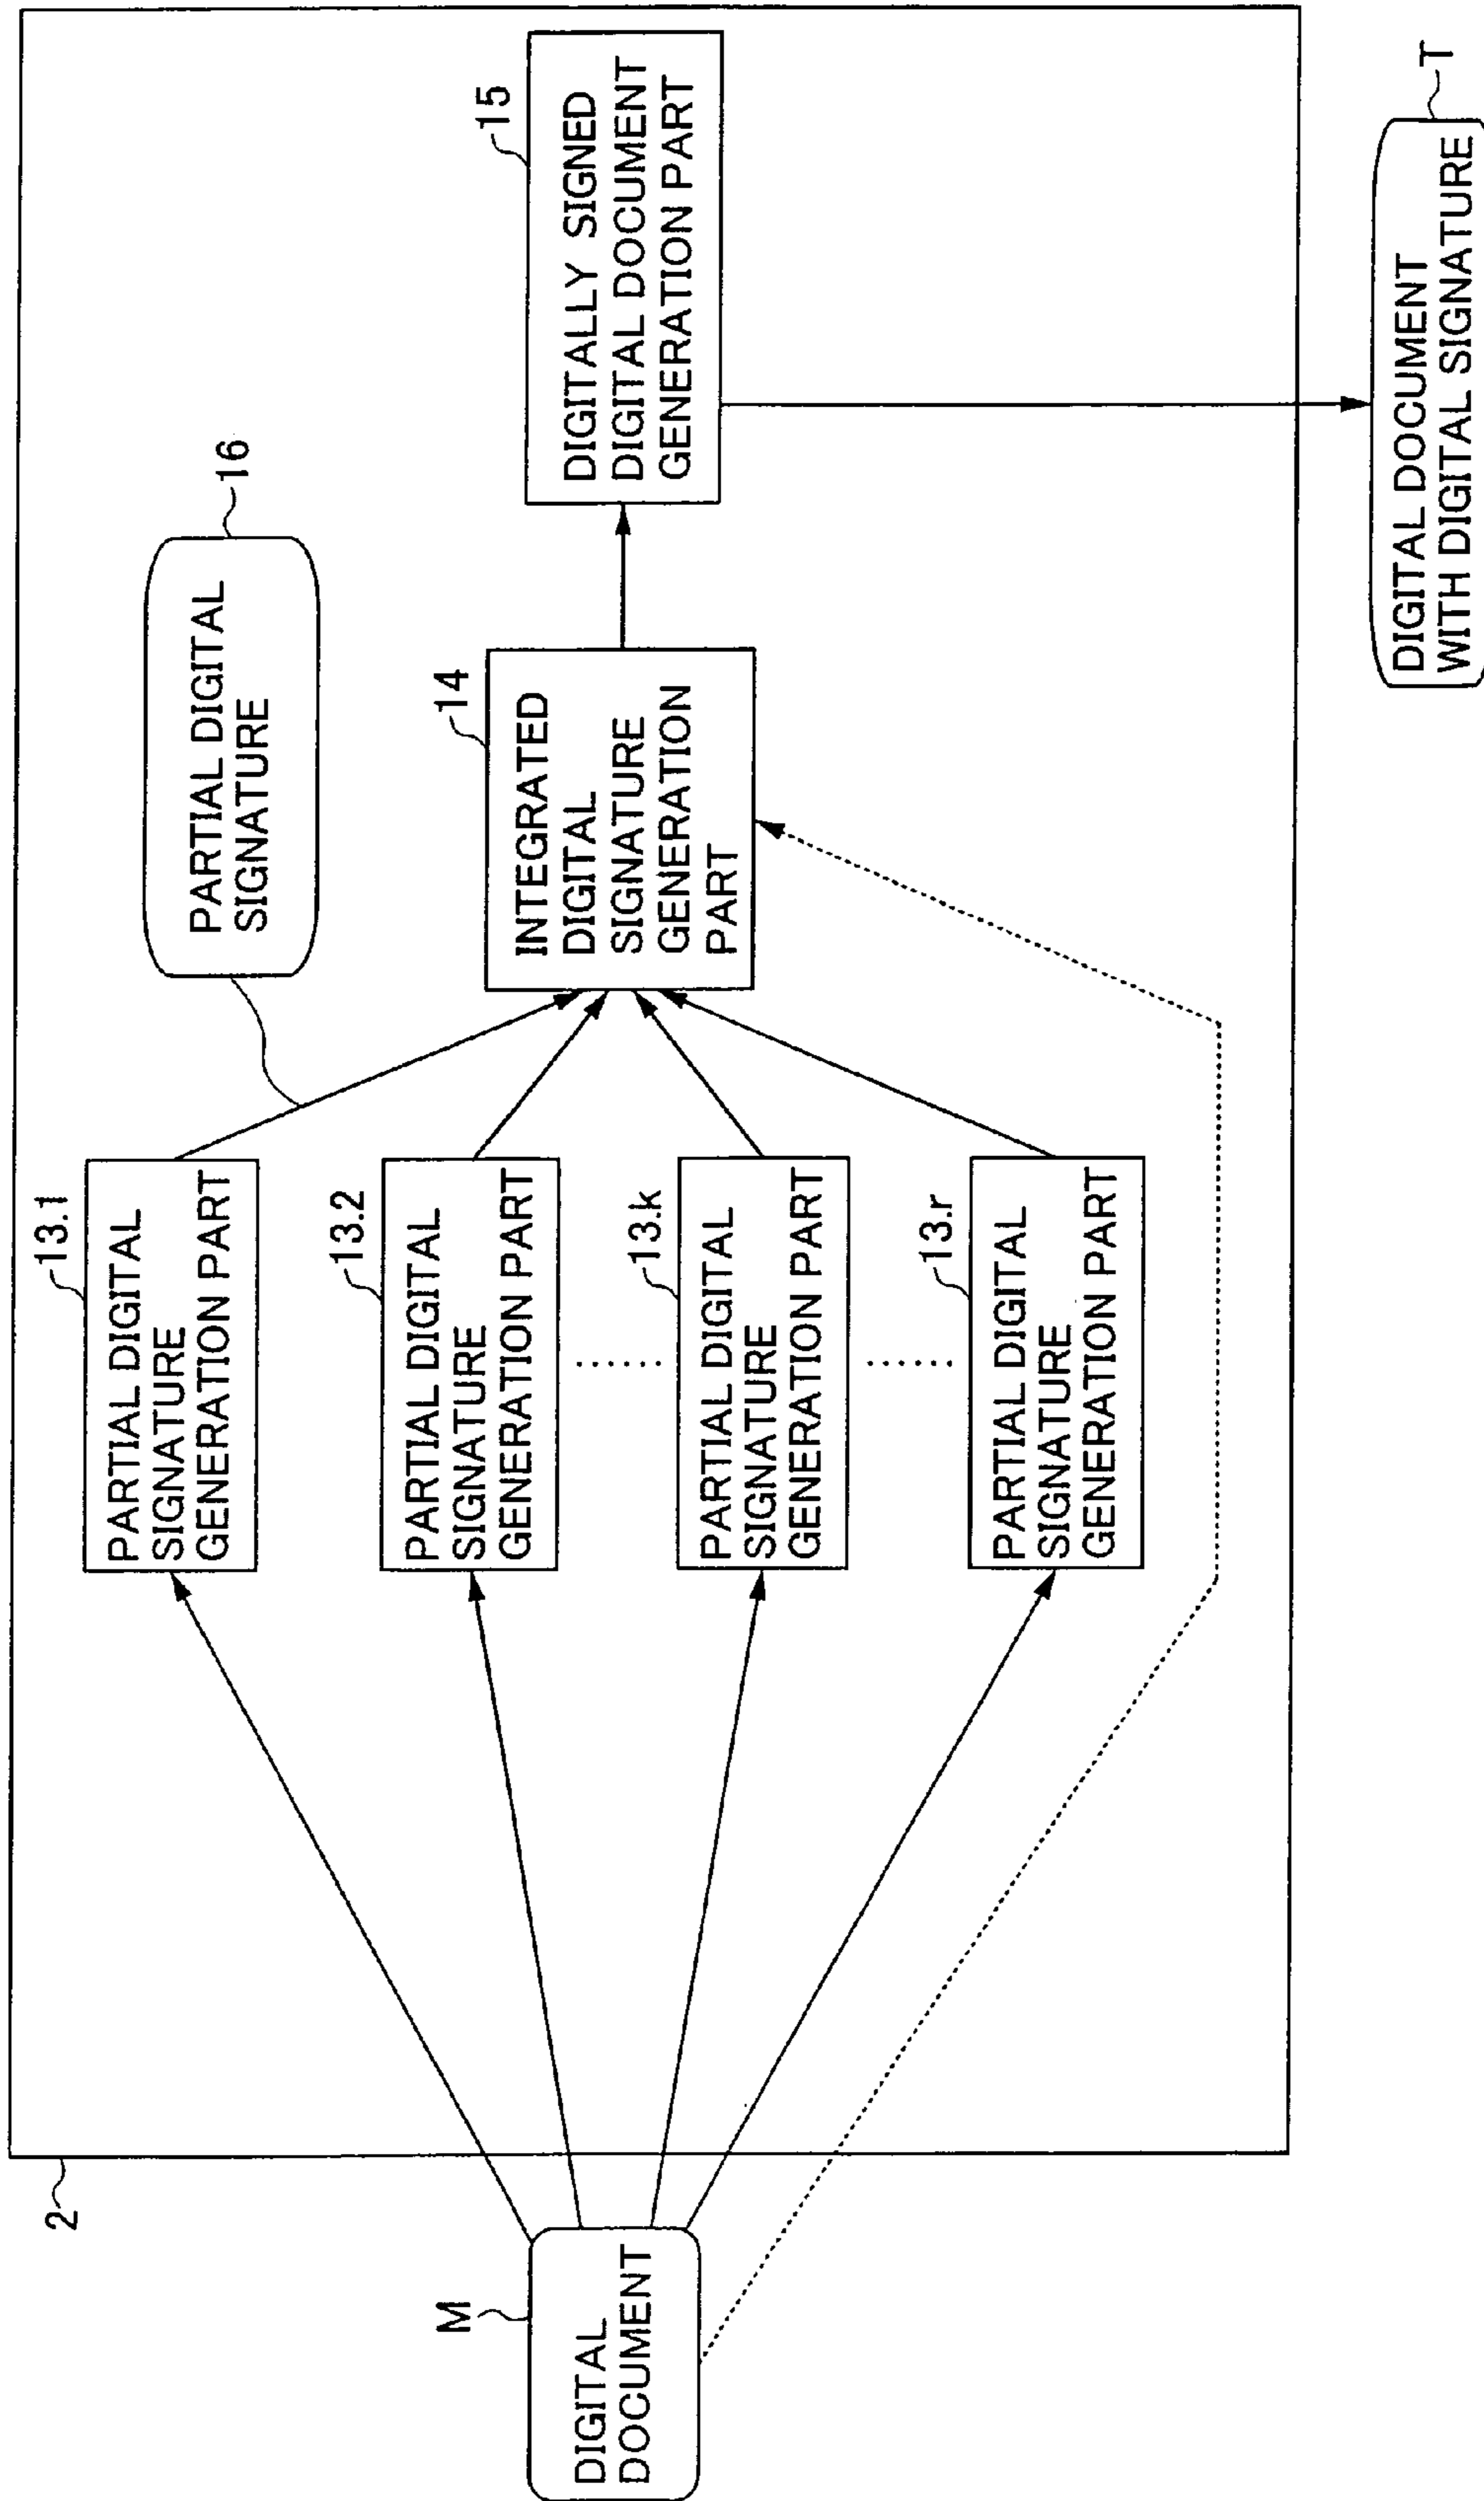 2
M
DIGITAL
DOCUMENT
13.1
PARTIAL DIGITAL
SIGNATURE
GENERATION PART
13.2
PARTIAL DIGITAL
SIGNATURE
GENERATION PART
13.k
PARTIAL DIGITAL
SIGNATURE
GENERATION PART
13.r
PARTIAL DIGITAL
SIGNATURE
GENERATION PART
16
PARTIAL DIGITAL
SIGNATURE
14
INTEGRATED
DIGITAL
SIGNATURE
GENERATION
PART
15
DIGITALLY SIGNED
DIGITAL DOCUMENT
GENERATION PART
T
DIGITAL DOCUMENT
WITH DIGITAL SIGNATURE